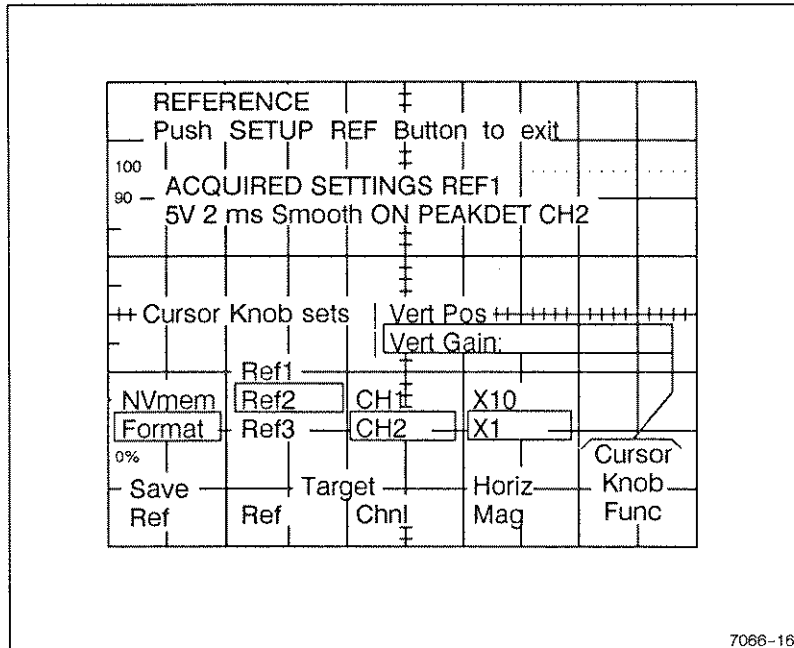 REFERENCE
Push SETUP REF Button to exit
100
ACQUIRED SETTINGS REF1
90
5V 2 ms Smooth ON PEAKDET CH2
Cursor Knob sets Vert Pos
Vert Gain:
Ref1
NVmem Ref2 CH1 X10
Format Ref3 CH2 X1
0%
Cursor
Knob
Func
Save
Ref
Target
Ref Chnl
Horiz
Mag
7066-16